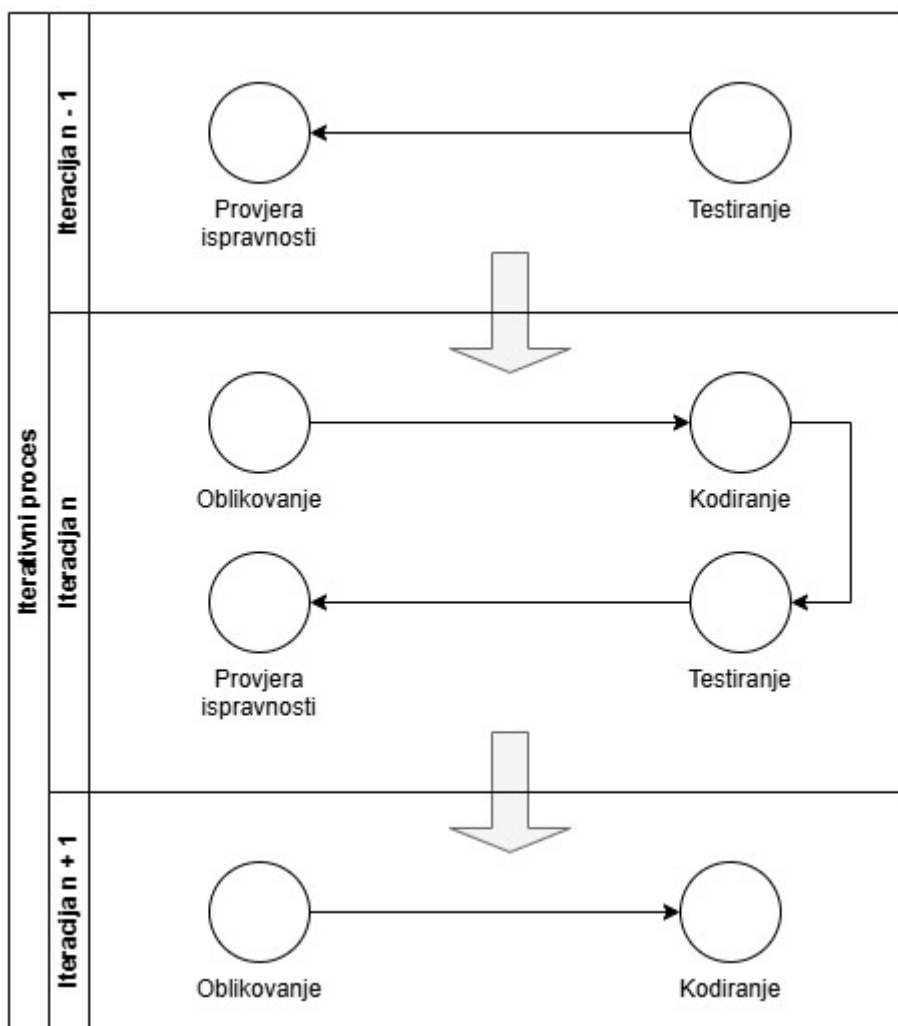 Iterativni proces
Iteracija n - 1
Provjera
ispravnosti
Testiranje
Iteracija n
Oblikovanje
Kodiranje
Provjera
ispravnosti
Testiranje
Iteracija n + 1
Oblikovanje
Kodiranje